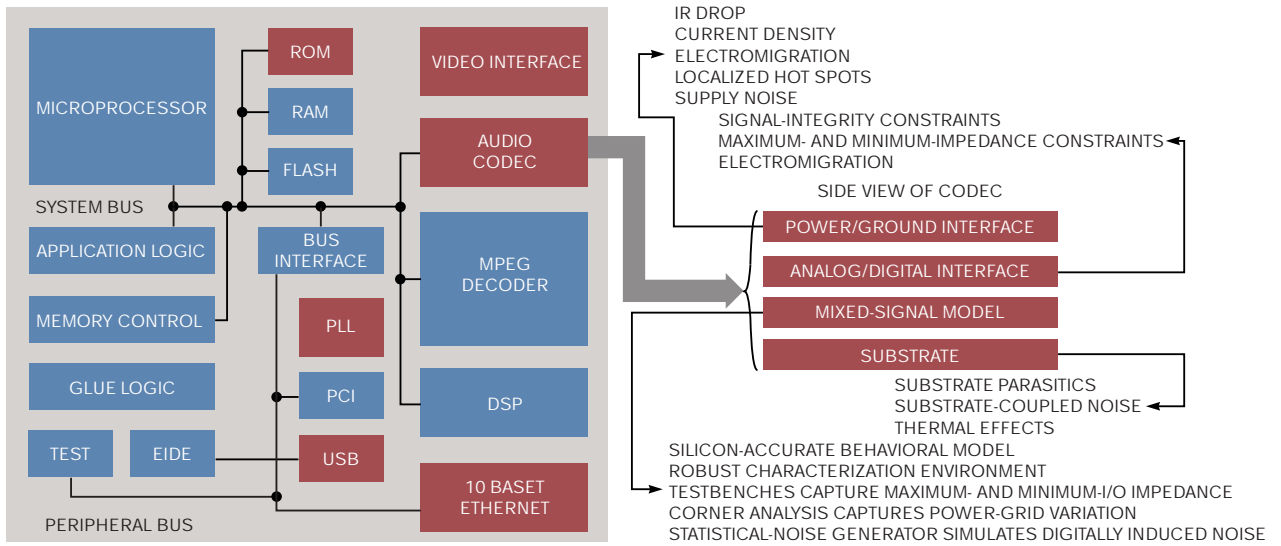 MICROPROCESSOR
ROM
RAM
FLASH
VIDEO INTERFACE
AUDIO
CODEC
SYSTEM BUS
APPLICATION LOGIC
BUS
INTERFACE
MPEG
DECODER
MEMORY CONTROL
PLL
GLUE LOGIC
PCI
DSP
TEST
EIDE
USB
10 BASET
ETHERNET
PERIPHERAL BUS
IR DROP
CURRENT DENSITY
ELECTROMIGRATION
LOCALIZED HOT SPOTS
SUPPLY NOISE
SIGNAL-INTEGRITY CONSTRAINTS
MAXIMUM- AND MINIMUM-IMPEDANCE CONSTRAINTS
ELECTROMIGRATION
SIDE VIEW OF CODEC
POWER/GROUND INTERFACE
ANALOG/DIGITAL INTERFACE
MIXED-SIGNAL MODEL
SUBSTRATE
SUBSTRATE PARASITICS
SUBSTRATE-COUPLED NOISE
THERMAL EFFECTS
SILICON-ACCURATE BEHAVIORAL MODEL
ROBUST CHARACTERIZATION ENVIRONMENT
TESTBENCHES CAPTURE MAXIMUM- AND MINIMUM-I/O IMPEDANCE
CORNER ANALYSIS CAPTURES POWER-GRID VARIATION
STATISTICAL-NOISE GENERATOR SIMULATES DIGITALLY INDUCED NOISE